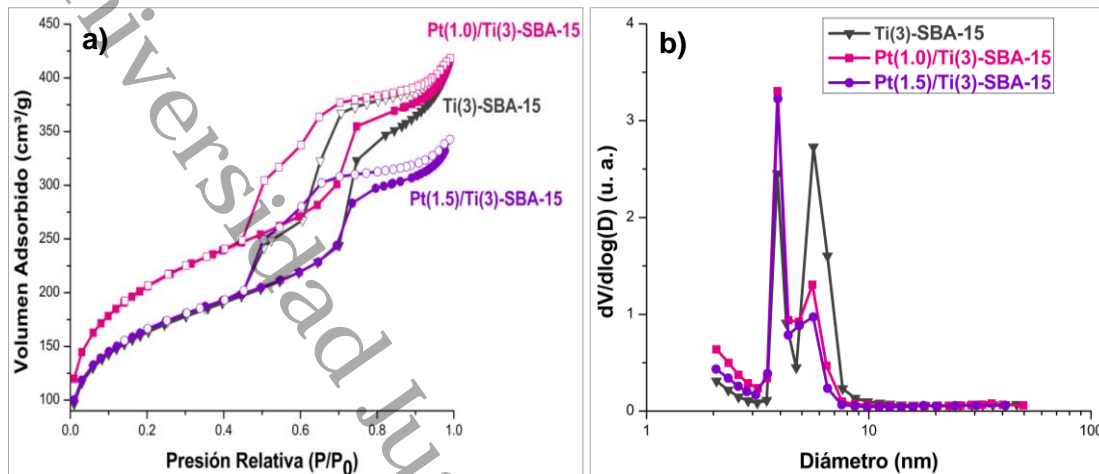 a)
450
400
350
300
250
200
150
100
0.0
0.2
0.4
0.6
0.8
1.0
Volumen Adsorbido (cm³/g)
Presión Relativa (P/P₀)
Pt(1.0)/Ti(3)-SBA-15
Ti(3)-SBA-15
Pt(1.5)/Ti(3)-SBA-15
b)
Ti(3)-SBA-15
Pt(1.0)/Ti(3)-SBA-15
Pt(1.5)/Ti(3)-SBA-15
4
3
2
1
0
1
10
100
dV/dlog(D) (u. a.)
Diámetro (nm)